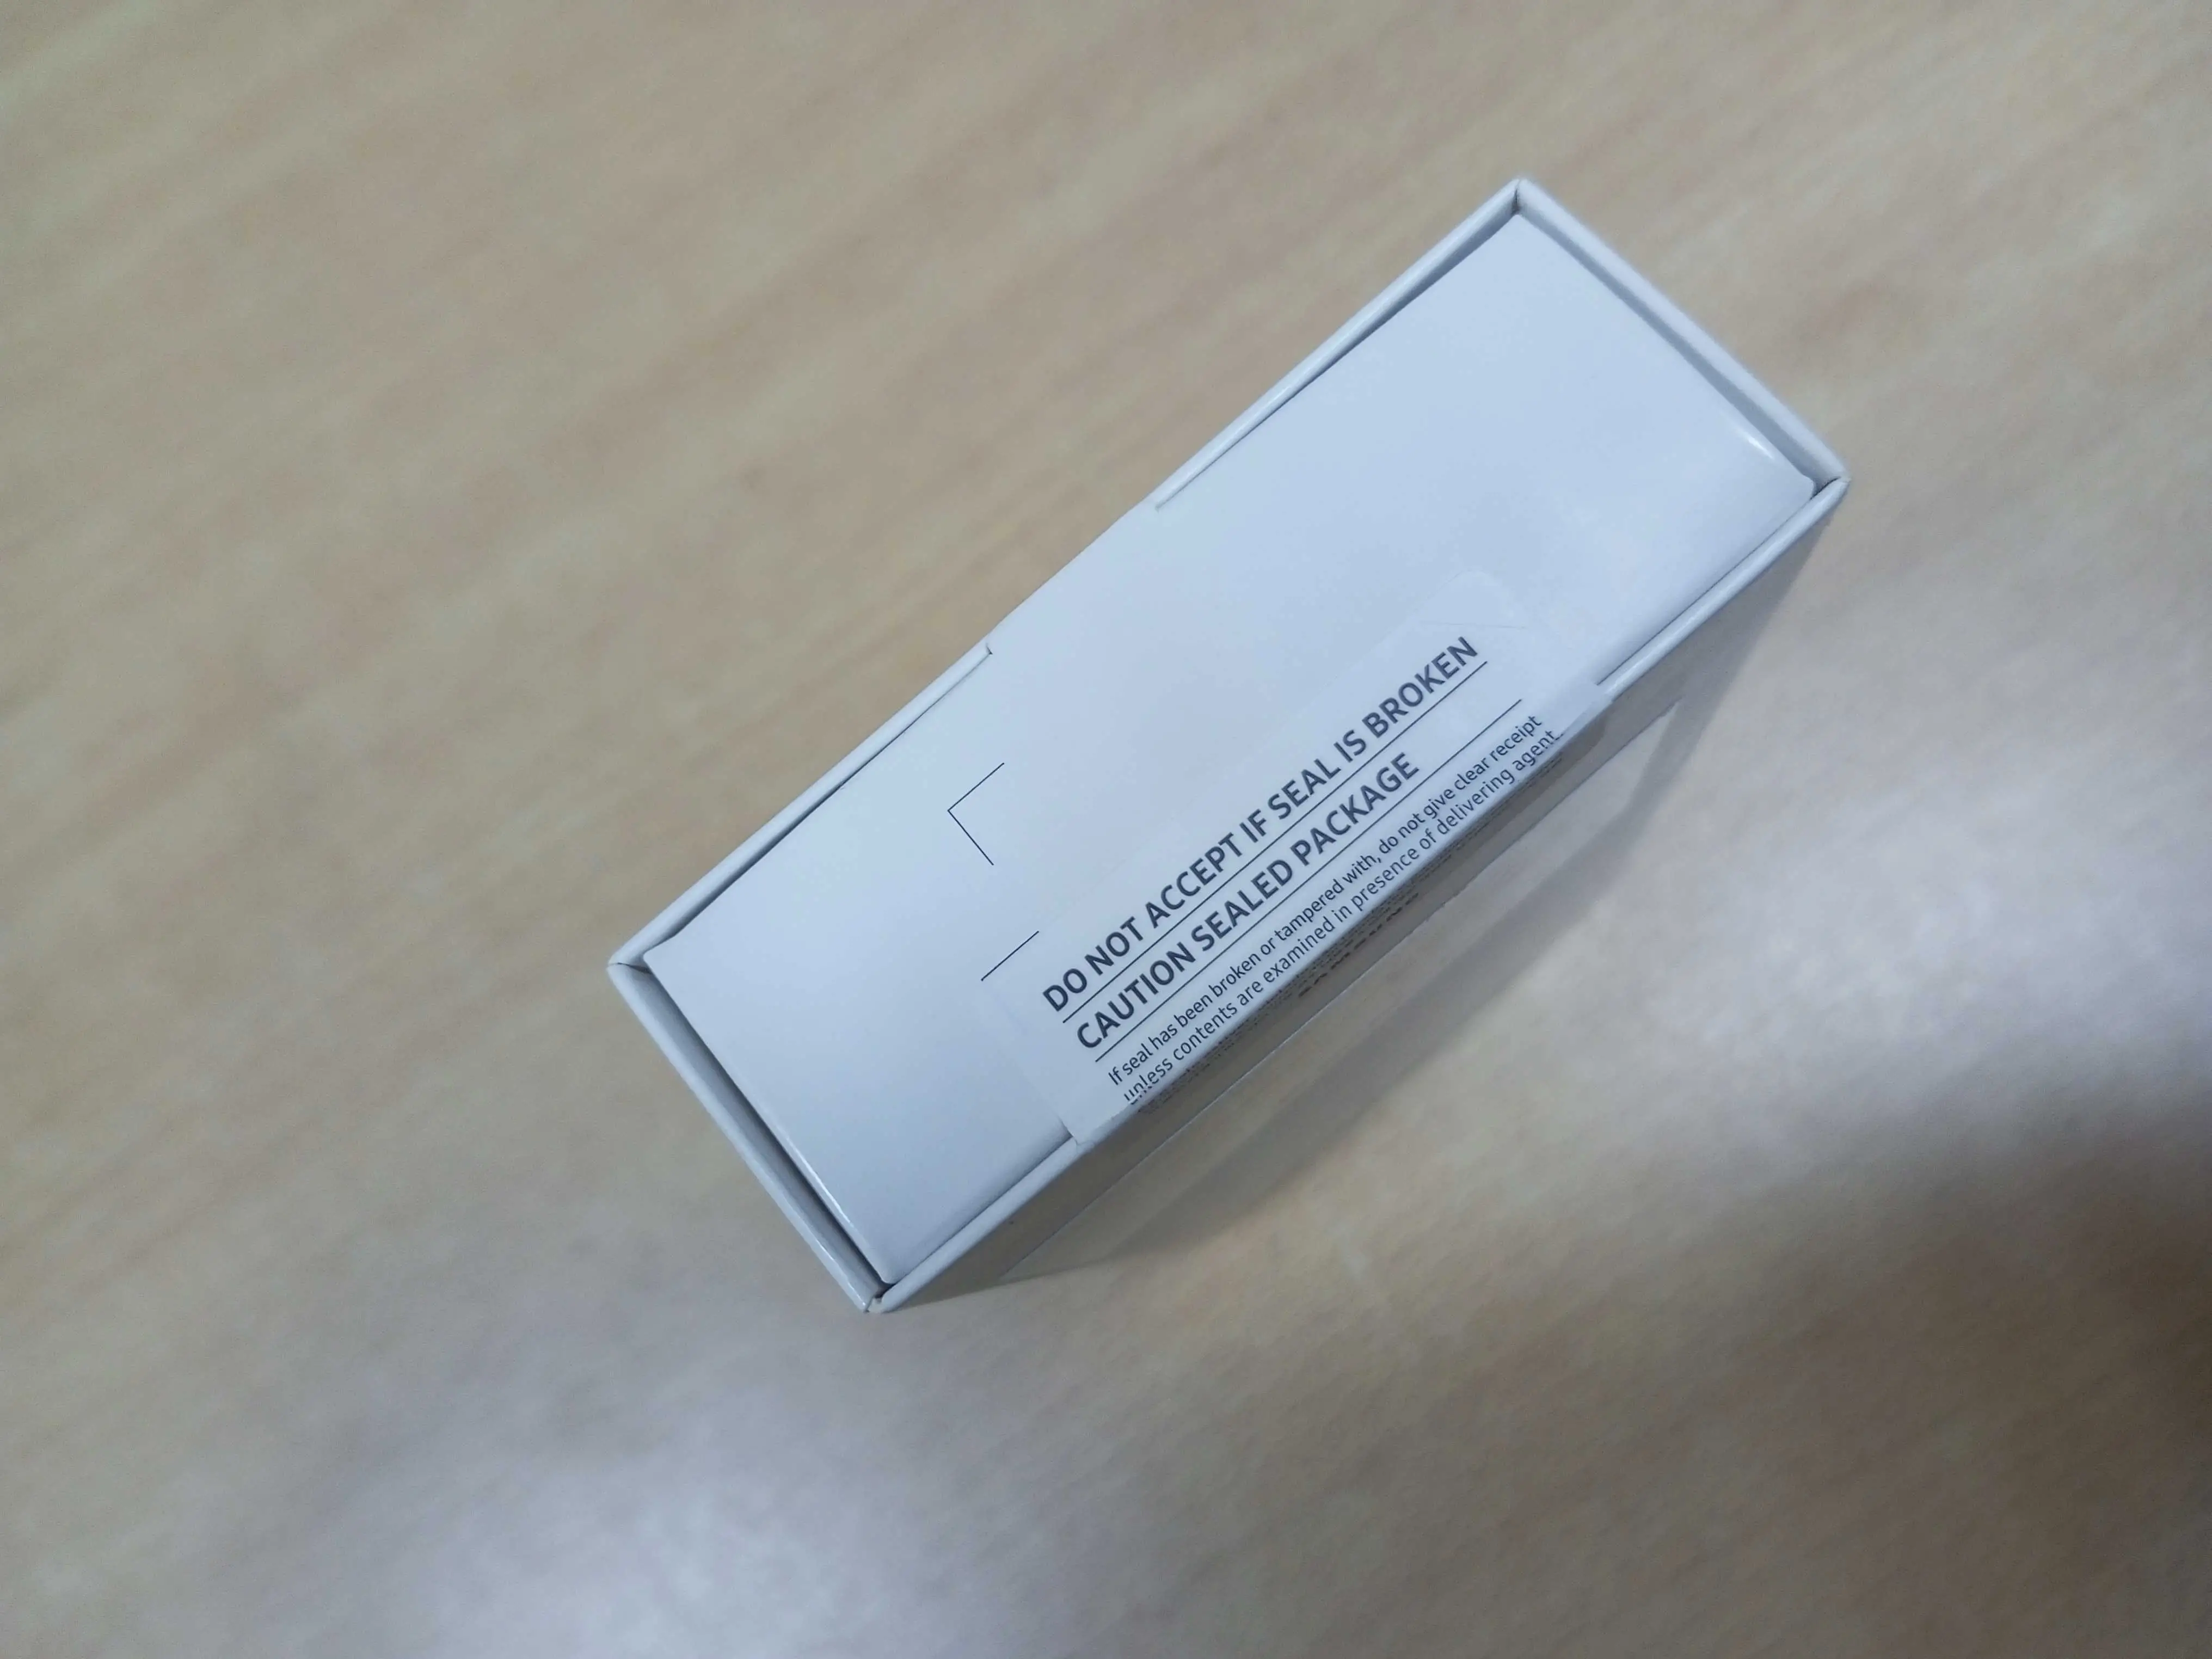 DO NOT ACCEPT IF SEAL IS BROKEN
CAUTION SEALED PACKAGE
If seal has been broken or tampered with, do not give clear receipt
unless contents are examined in presence of delivering agent.
SAMSUNG